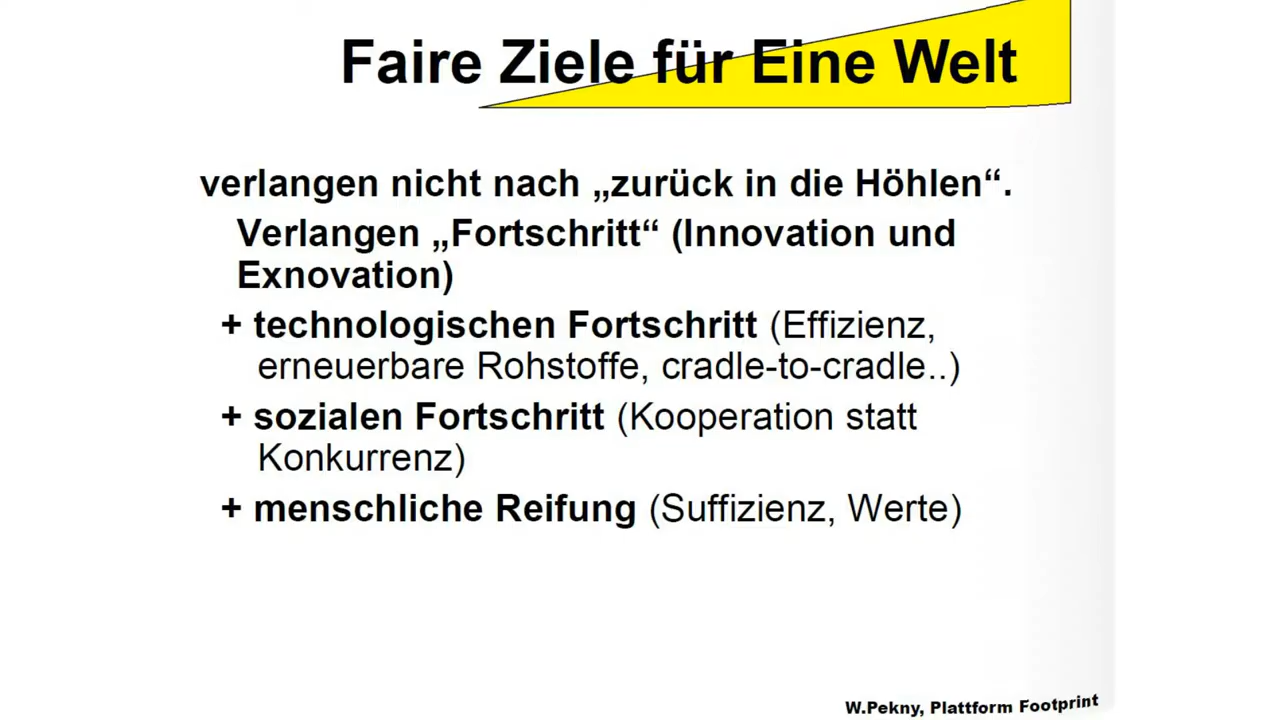 Faire Ziele für Eine Welt
verlangen nicht nach „zurück in die Höhlen“.
Verlangen „Fortschritt“ (Innovation und
Exnovation)
+ technologischen Fortschritt (Effizienz,
erneuerbare Rohstoffe, cradle-to-cradle..)
+ sozialen Fortschritt (Kooperation statt
Konkurrenz)
+ menschliche Reifung (Suffizienz, Werte)
W.Pekny, Plattform Footprint